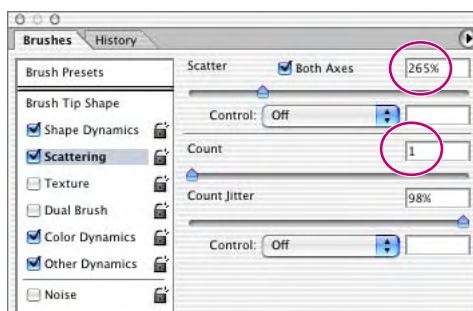 Brushes History
Brush Presets
Brush Tip Shape
Shape Dynamics
Scattering
Texture
Dual Brush
Color Dynamics
Other Dynamics
Noise
Scatter Both Axes 265%
Control: Off
Count 1
Count Jitter 98%
Control: Off